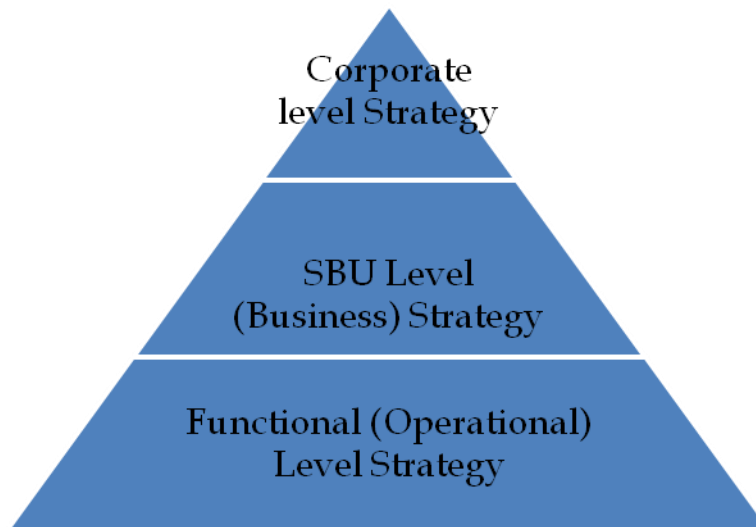 Corporate
level Strategy
SBU Level
(Business) Strategy
Functional (Operational)
Level Strategy